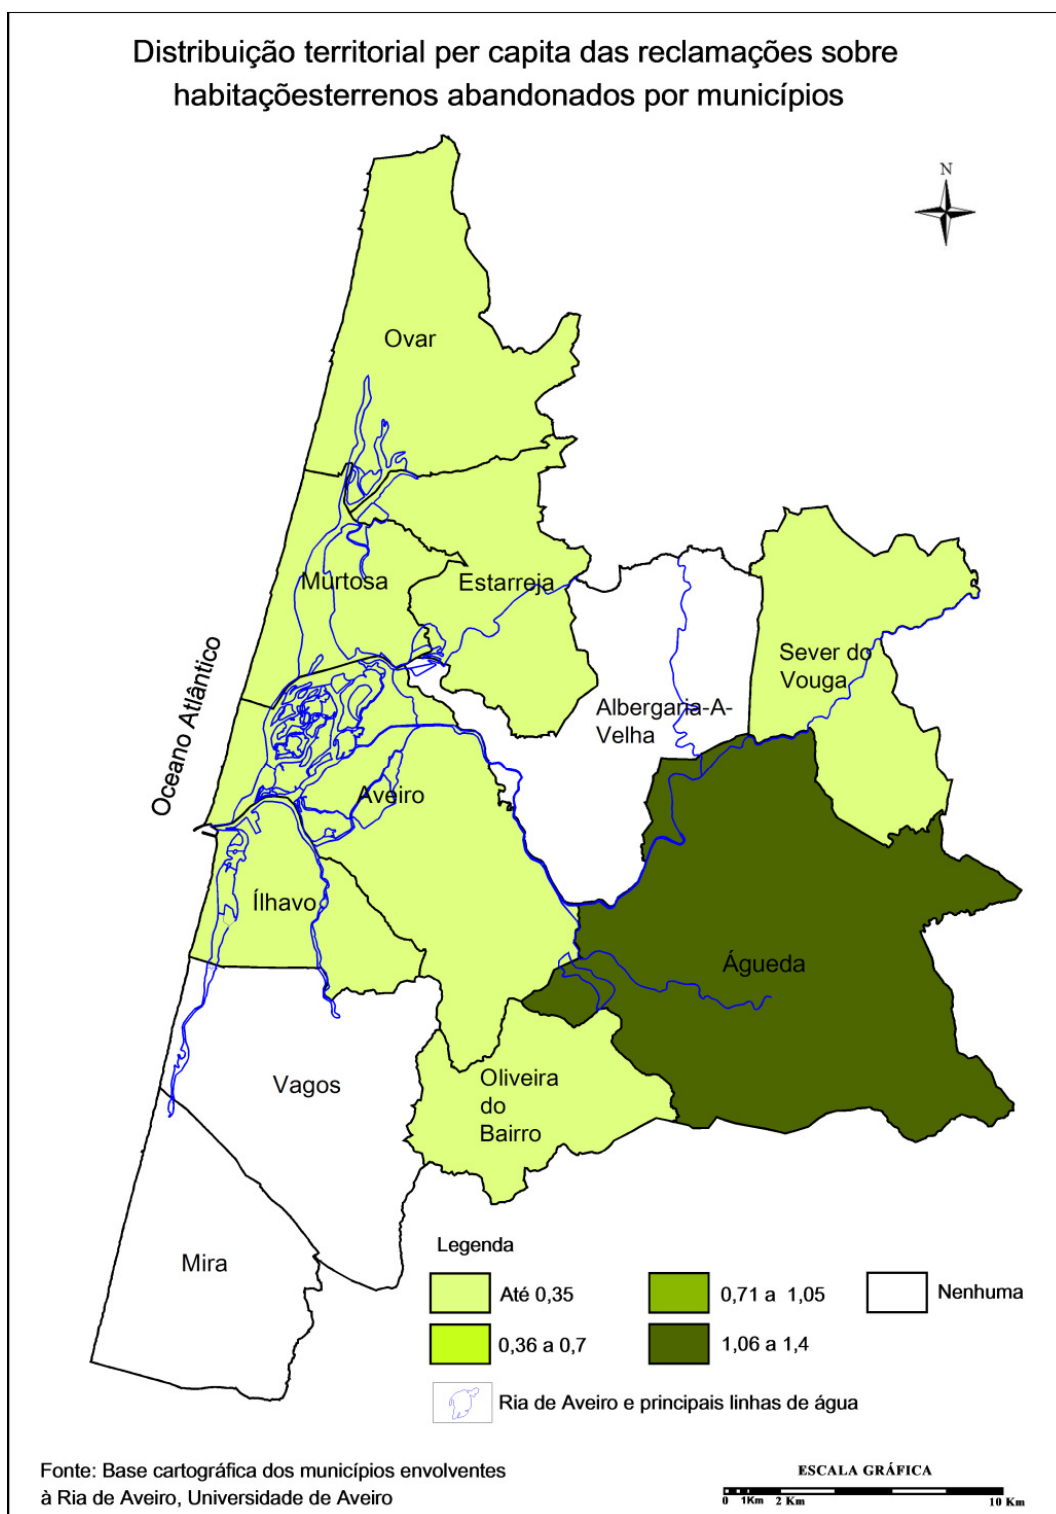 Distribuição territorial per capita das reclamações sobre
habitaçõesterrenos abandonados por municípios
N
Ovar
Murtosa
Estarreja
Sever do
Vouga
Albergaria-A-
Velha
Oceano Atlântico
Aveiro
Ílhavo
Águeda
Vagos
Oliveira
do
Bairro
Mira
Legenda
Até 0,35
0,71 a 1,05
Nenhuma
0,36 a 0,7
1,06 a 1,4
Ria de Aveiro e principais linhas de água
Fonte: Base cartográfica dos municípios envolventes
à Ria de Aveiro, Universidade de Aveiro
ESCALA GRÁFICA
0 1Km 2 Km 10 Km